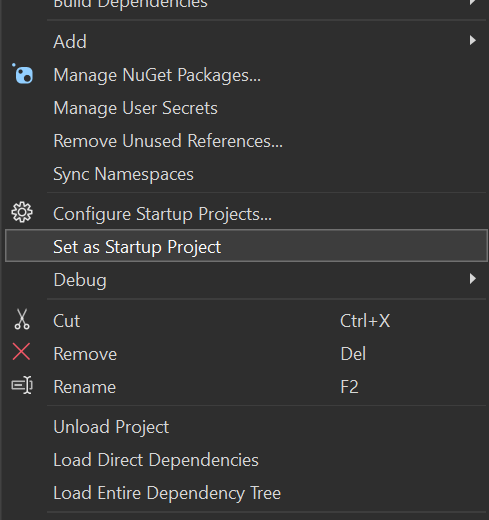 Build Dependencies
Add
Manage NuGet Packages...
Manage User Secrets
Remove Unused References...
Sync Namespaces
Configure Startup Projects...
Set as Startup Project
Debug
Cut Ctrl+X
Remove Del
Rename F2
Unload Project
Load Direct Dependencies
Load Entire Dependency Tree